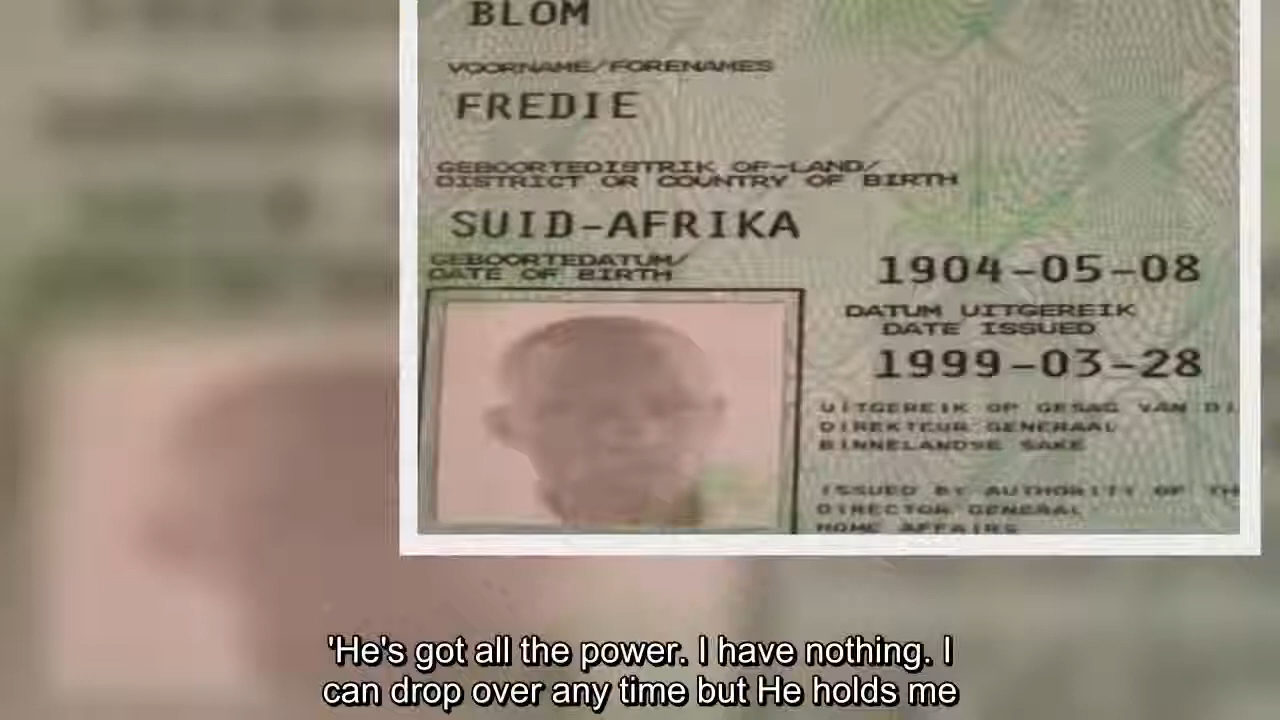 BLOM
VOORNAME/FORENAMES
FREDIE
GEBOORTEDISTRIK OF-LAND/
DISTRICT OR COUNTRY OF BIRTH
SUID-AFRIKA
GEBOORTEDATUM/
DATE OF BIRTH
1904-05-08
DATUM UITGEREIK
DATE ISSUED
1999-03-28
UITGEREIK OP GESAG VAN DI
DIREKTEUR GENERAAL
BINNELANDSE SAKE
ISSUED BY AUTHORITY OF TH
DIRECTOR GENERAL
HOME AFFAIRS
'He's got all the power. I have nothing. I
can drop over any time but He holds me